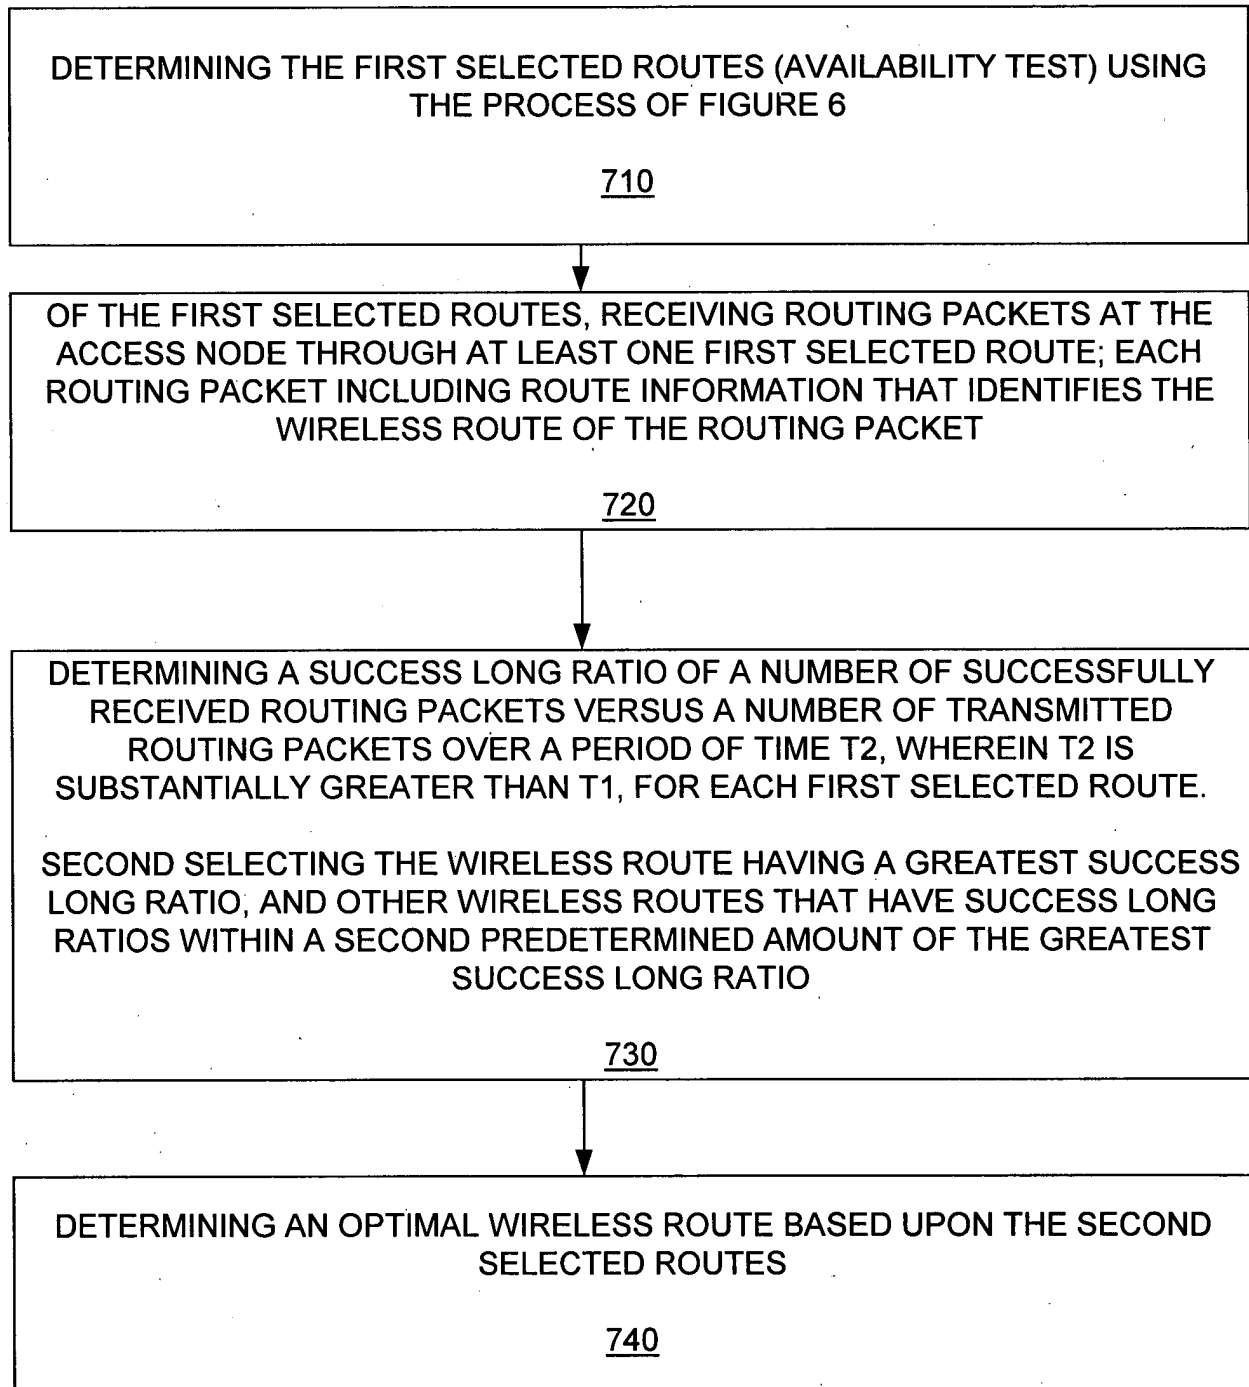 DETERMINING THE FIRST SELECTED ROUTES (AVAILABILITY TEST) USING
THE PROCESS OF FIGURE 6
710
OF THE FIRST SELECTED ROUTES, RECEIVING ROUTING PACKETS AT THE
ACCESS NODE THROUGH AT LEAST ONE FIRST SELECTED ROUTE; EACH
ROUTING PACKET INCLUDING ROUTE INFORMATION THAT IDENTIFIES THE
WIRELESS ROUTE OF THE ROUTING PACKET
720
DETERMINING A SUCCESS LONG RATIO OF A NUMBER OF SUCCESSFULLY
RECEIVED ROUTING PACKETS VERSUS A NUMBER OF TRANSMITTED
ROUTING PACKETS OVER A PERIOD OF TIME T2, WHEREIN T2 IS
SUBSTANTIALLY GREATER THAN T1, FOR EACH FIRST SELECTED ROUTE.
SECOND SELECTING THE WIRELESS ROUTE HAVING A GREATEST SUCCESS
LONG RATIO, AND OTHER WIRELESS ROUTES THAT HAVE SUCCESS LONG
RATIOS WITHIN A SECOND PREDETERMINED AMOUNT OF THE GREATEST
SUCCESS LONG RATIO
730
DETERMINING AN OPTIMAL WIRELESS ROUTE BASED UPON THE SECOND
SELECTED ROUTES
740